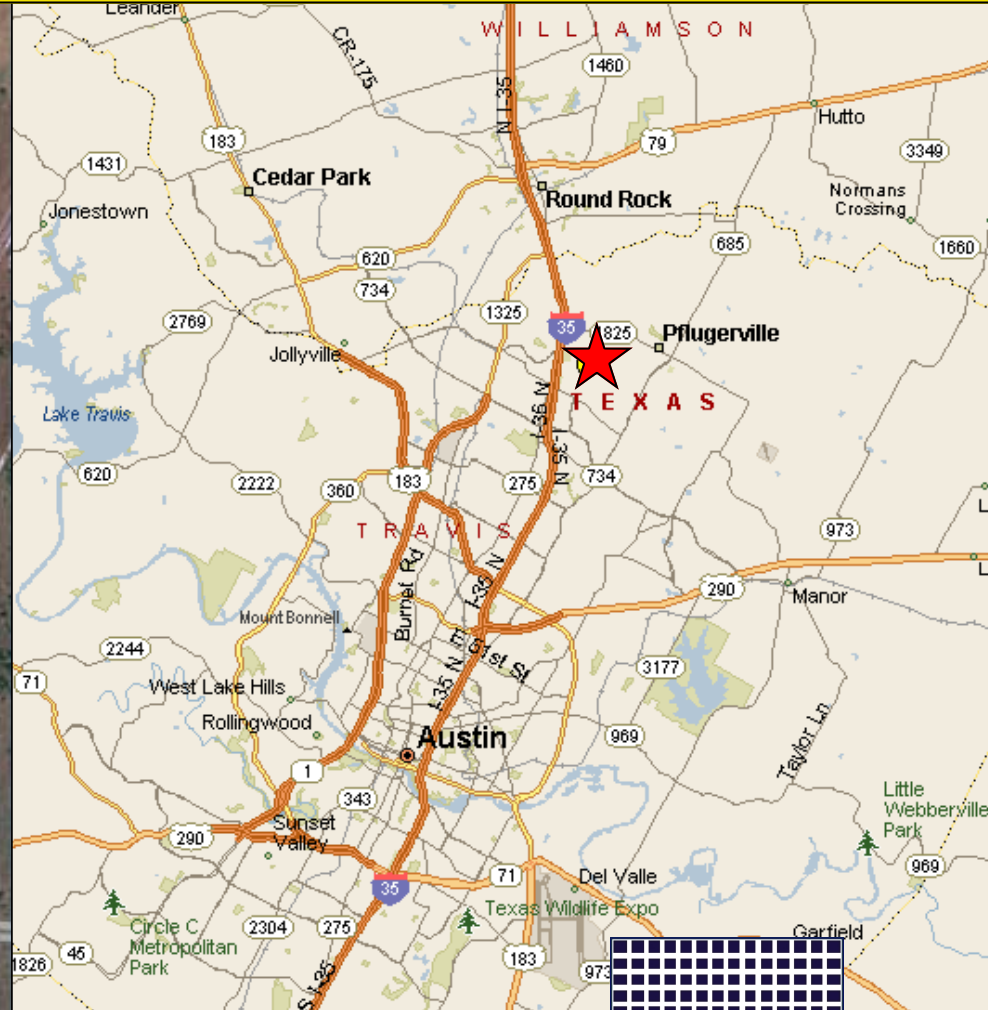 Leander
WILLIAMSON
CR-175
1460
N I-35
Hutto
183
79
1431
3349
Cedar Park
Round Rock
Normans
Crossing
Jonestown
685
1660
620
734
1325
2769
35
1825
Pflugerville
Jollyville
TEXAS
I-35 N
Lake Travis
I-35 N
620
2222
360
183
275
734
973
TRAVIS
Burnet Rd
I-35 N
290
Manor
Mount Bonnell
E 51st St
2244
3177
71
West Lake Hills
I-35 N
Rollingwood
969
Taylor Ln
Austin
1
343
Little
Webberville
Park
Sunset
Valley
290
969
35
71
Del Valle
Texas Wildlife Expo
Circle C
Metropolitan
Park
2304
275
Garfield
45
1826
183
973
S I-35